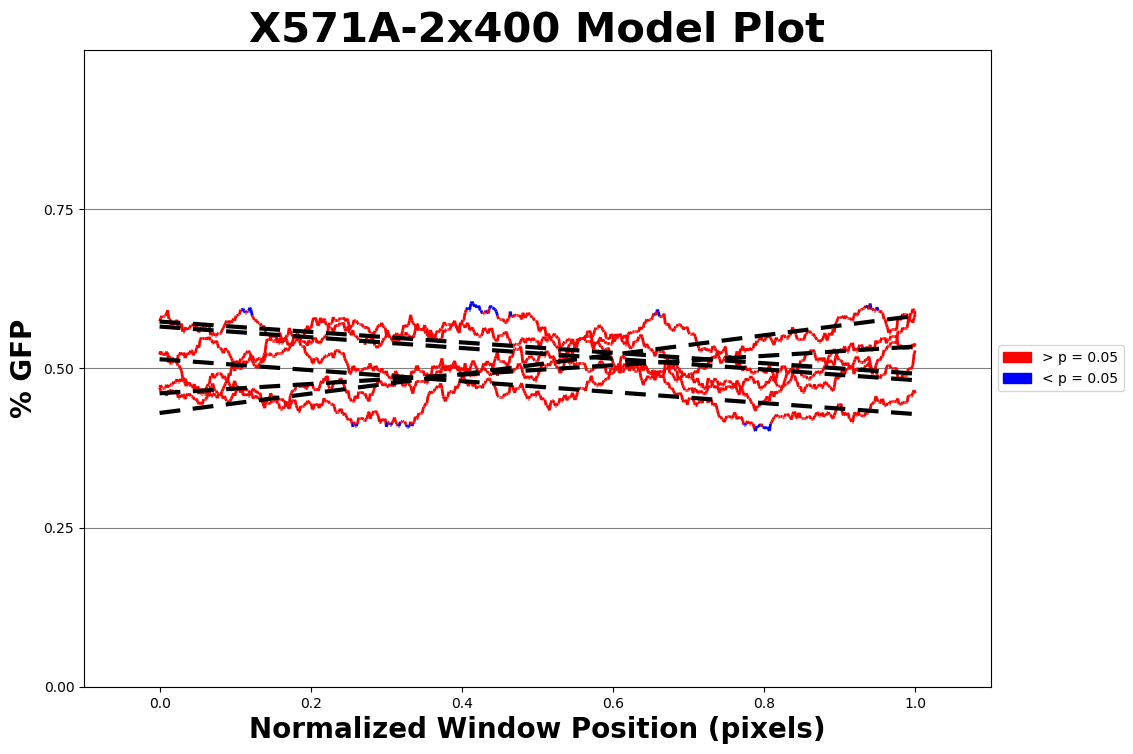 X571A-2x400 Model Plot
% GFP
0.75
0.50
0.25
0.00
0.0 0.2 0.4 0.6 0.8 1.0
Normalized Window Position (pixels)
> p = 0.05
< p = 0.05